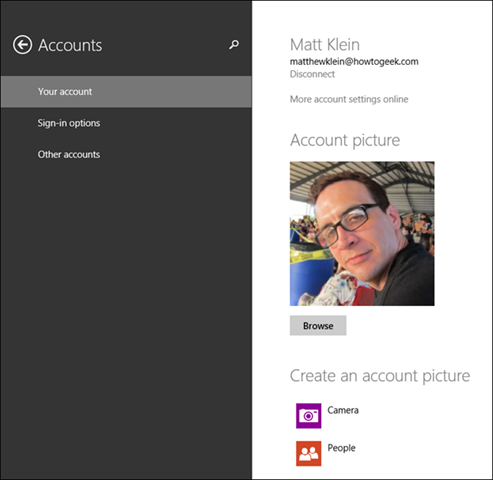 Accounts
Your account
Sign-in options
Other accounts
Matt Klein
matthewklein@howtogeek.com
Disconnect
More account settings online
Account picture
Browse
Create an account picture
Camera
People